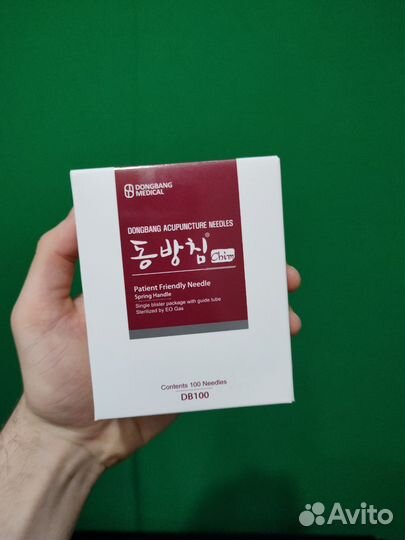 DONGBANG
MEDICAL
DONGBANG ACUPUNCTURE NEEDLES
동방침® Chim
Patient Friendly Needle
Spring Handle
Single blister package with guide tube
Sterilized by EO Gas
Contents 100 Needles
DB100
Avito